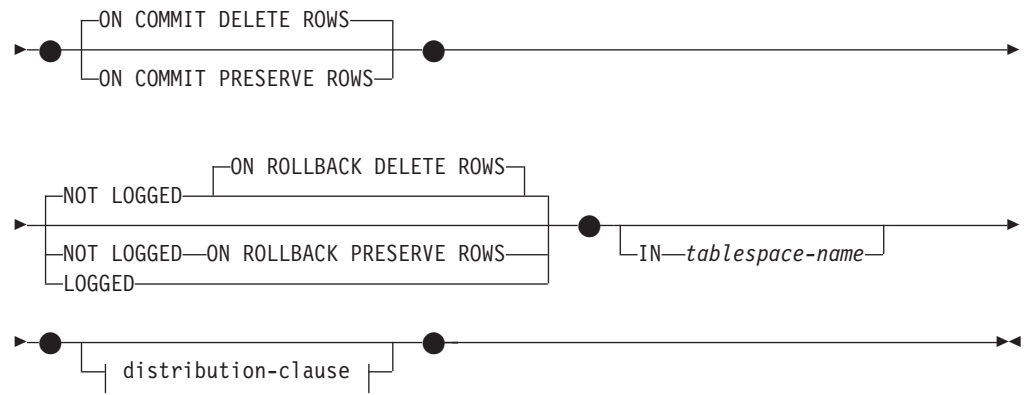 ON COMMIT DELETE ROWS
ON COMMIT PRESERVE ROWS
ON ROLLBACK DELETE ROWS
NOT LOGGED
NOT LOGGED ON ROLLBACK PRESERVE ROWS
IN tablespace-name
LOGGED
distribution-clause